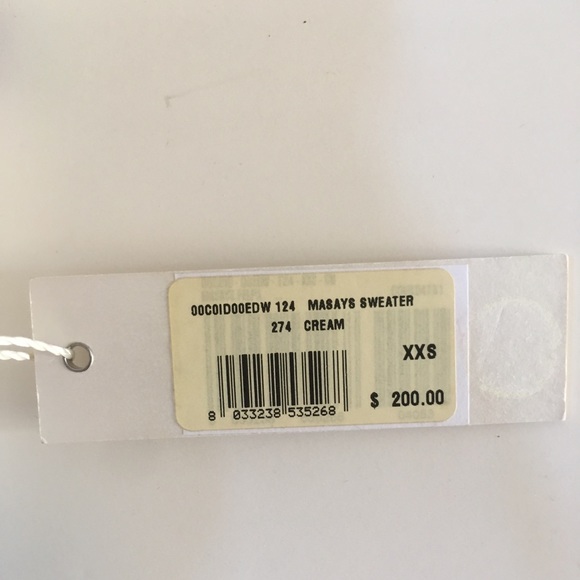 00C0ID00EDW 124 MASAYS SWEATER
274 CREAM
XXS
8 033238 535268
$ 200.00